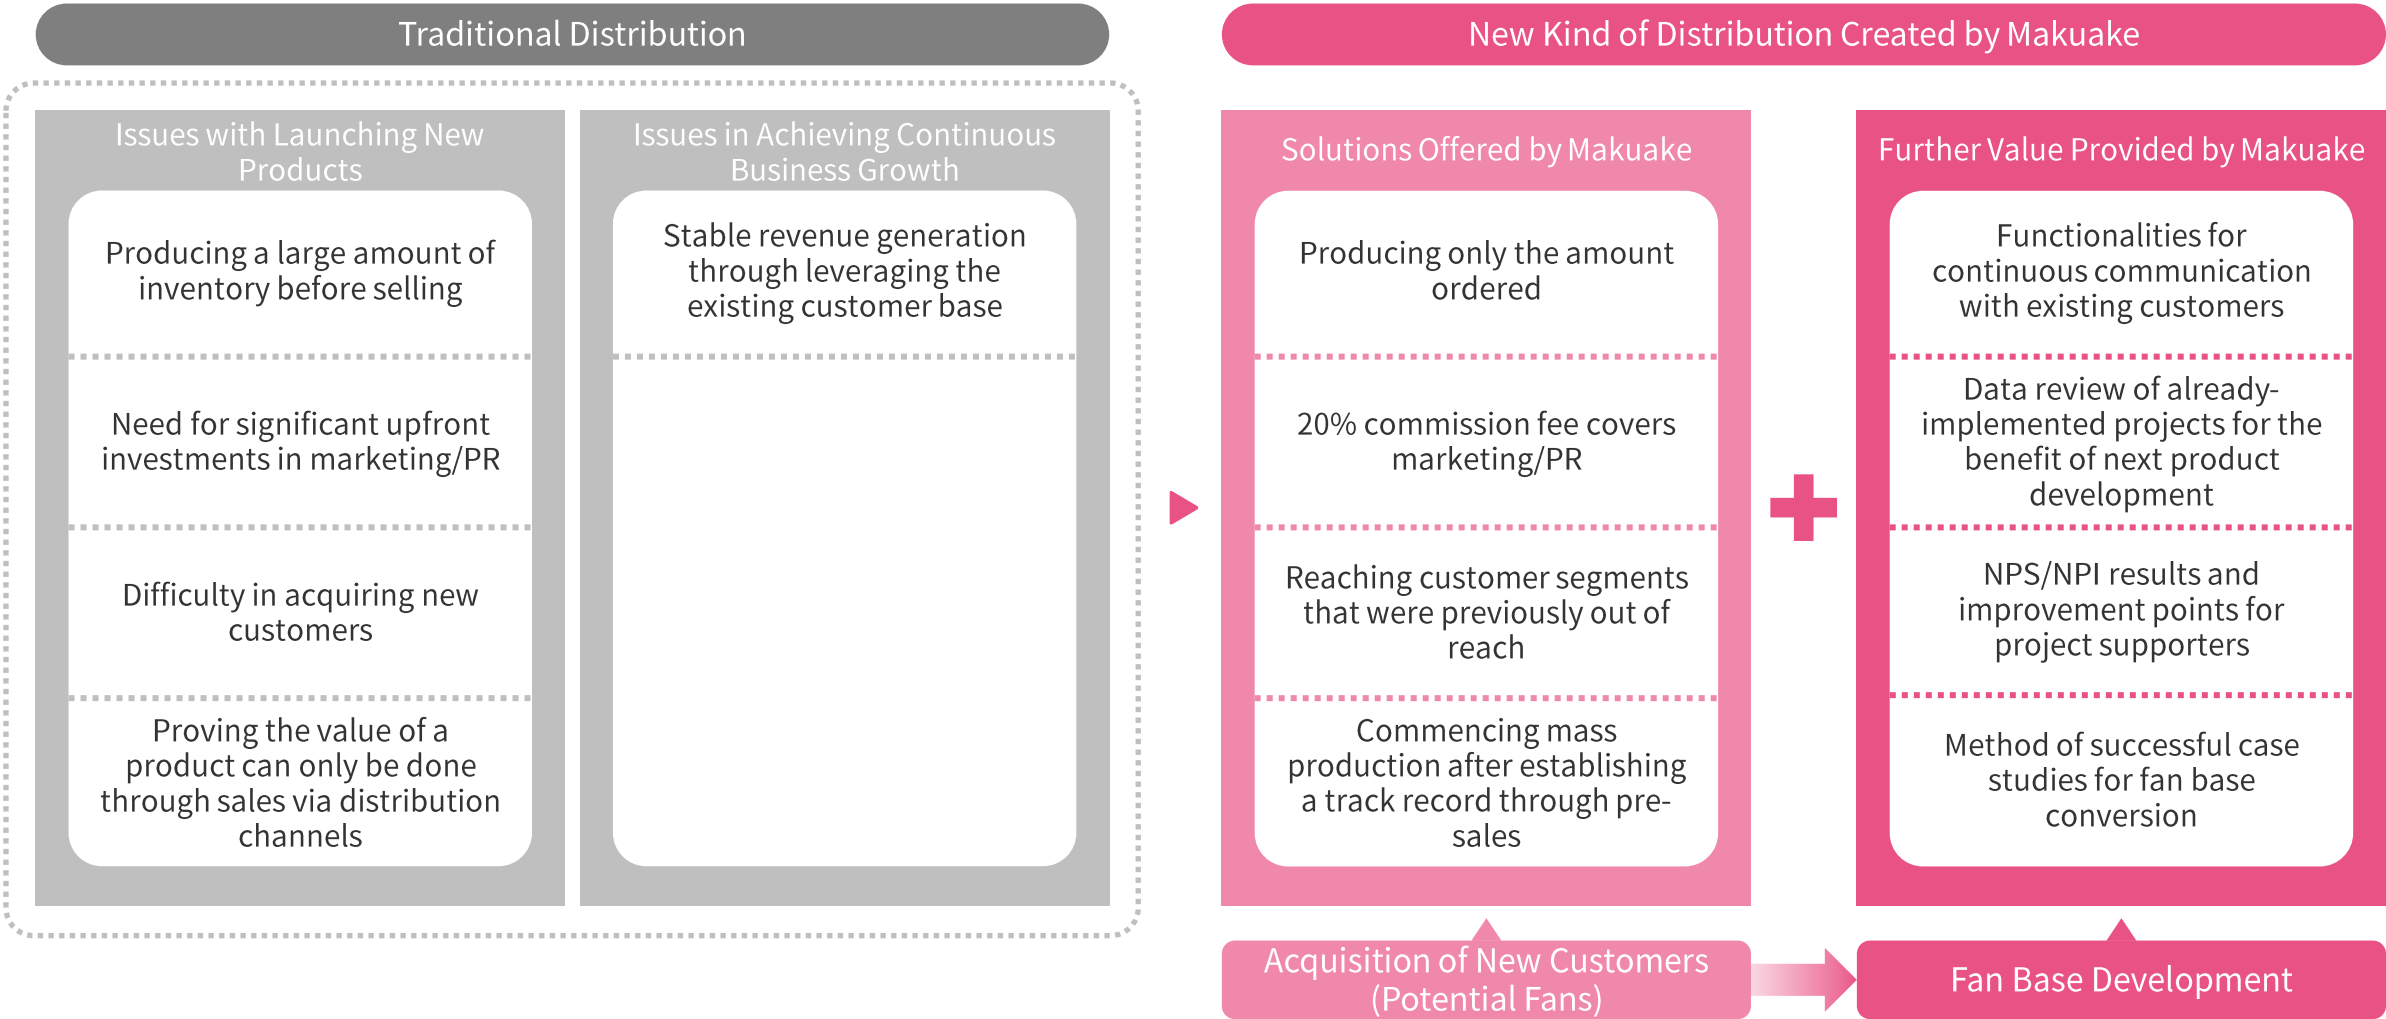 Traditional Distribution
New Kind of Distribution Created by Makuake
Issues with Launching New
Products
Producing a large amount of
inventory before selling
Need for significant upfront
investments in marketing/PR
Difficulty in acquiring new
customers
Proving the value of a
product can only be done
through sales via distribution
channels
Issues in Achieving Continuous
Business Growth
Stable revenue generation
through leveraging the
existing customer base
Solutions Offered by Makuake
Producing only the amount
ordered
20% commission fee covers
marketing/PR
Reaching customer segments
that were previously out of
reach
Commencing mass
production after establishing
a track record through pre-
sales
Further Value Provided by Makuake
Functionalities for
continuous communication
with existing customers
Data review of already-
implemented projects for the
benefit of next product
development
NPS/NPI results and
improvement points for
project supporters
Method of successful case
studies for fan base
conversion
Acquisition of New Customers
(Potential Fans)
Fan Base Development